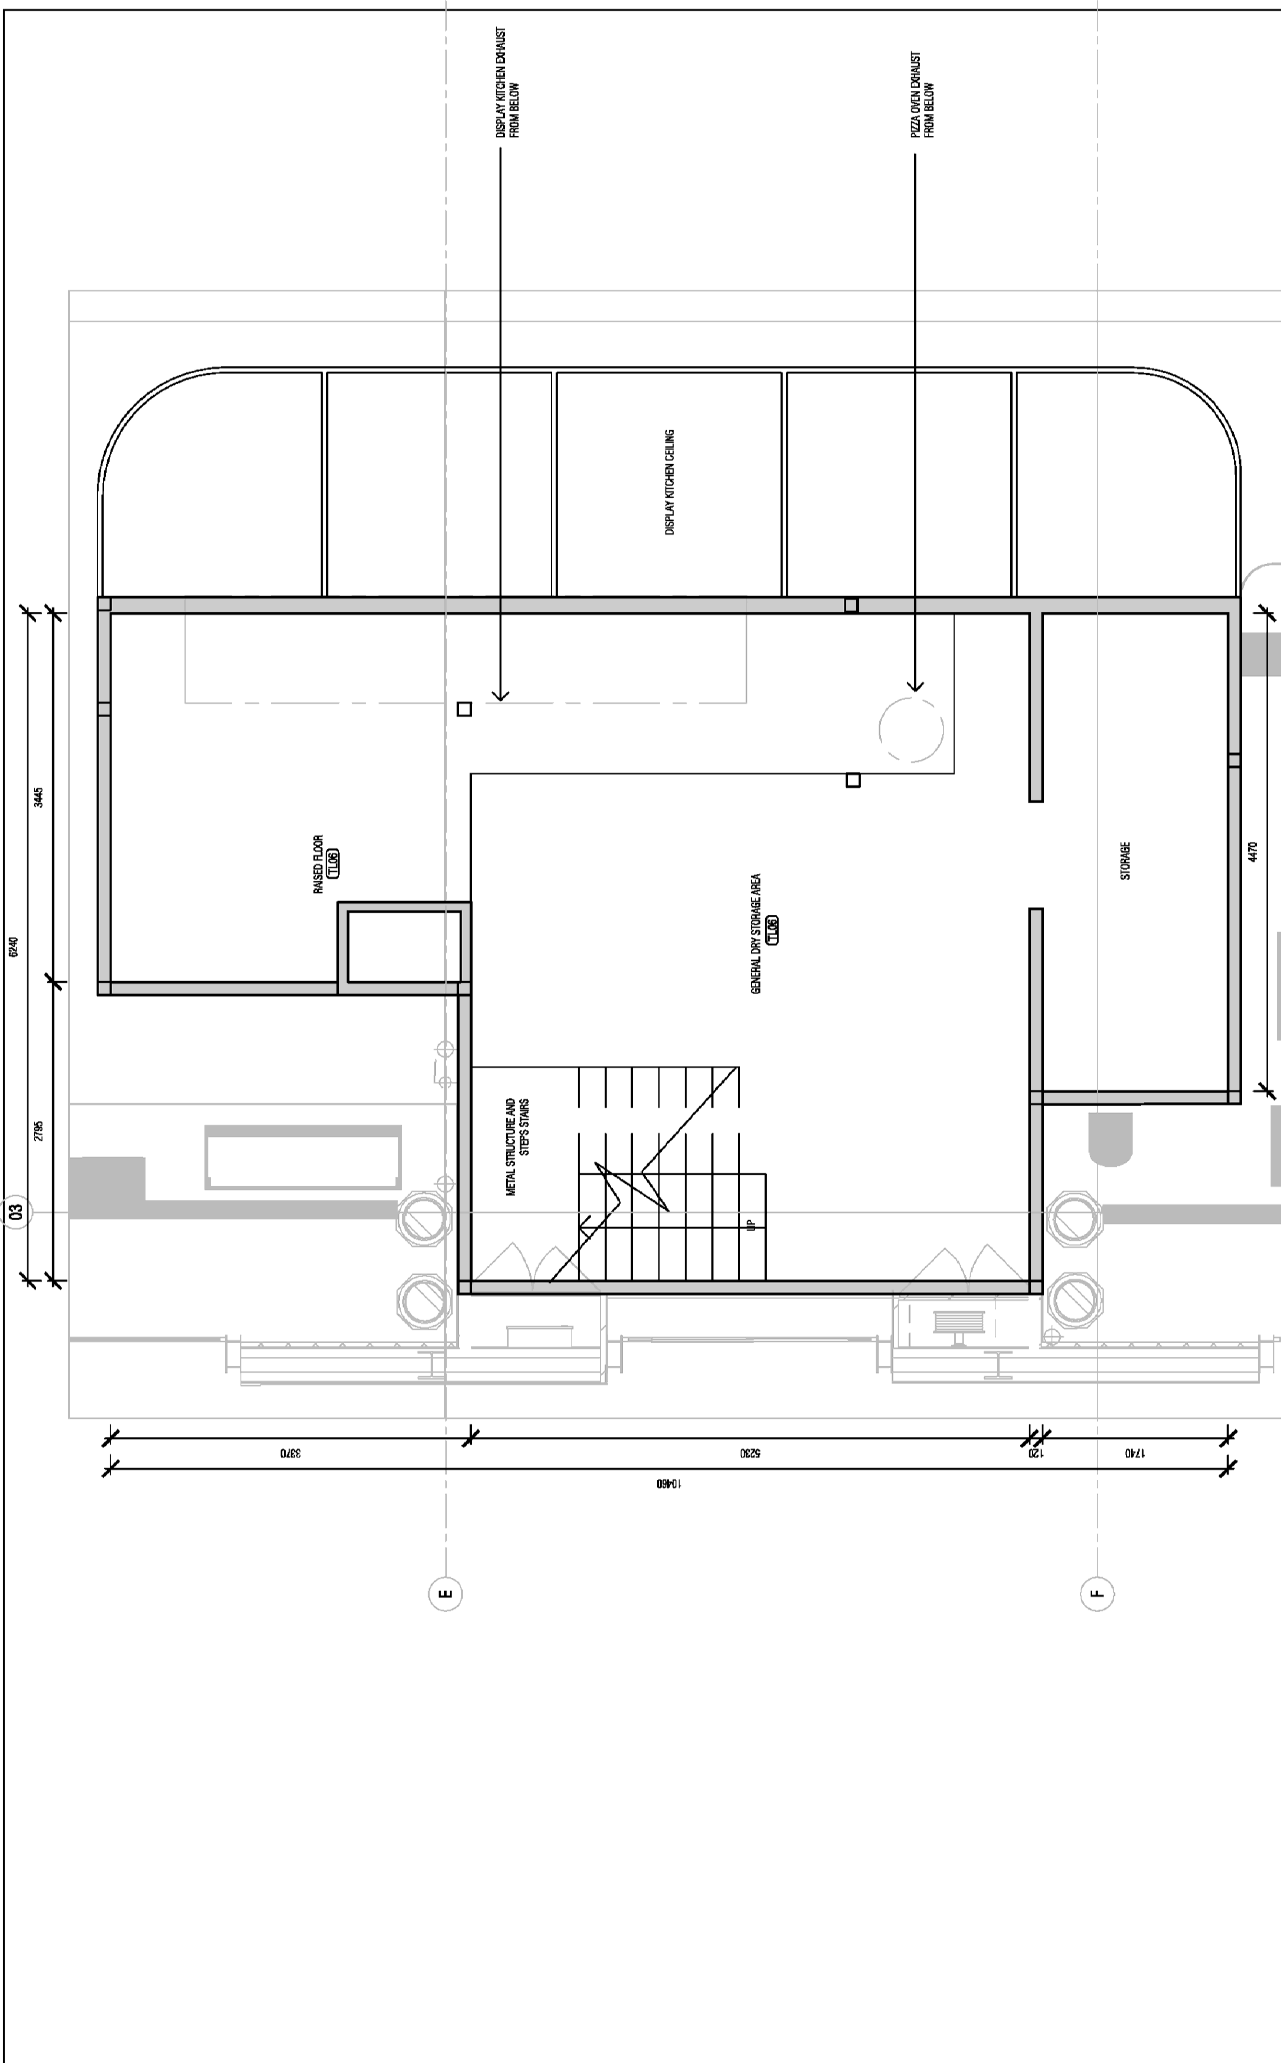 DISPLAY KITCHEN EXHAUST
FROM BELOW
PIZZA OVEN EXHAUST
FROM BELOW
DISPLAY KITCHEN CEILING
RAISED FLOOR
TL06
GENERAL DRY STORAGE AREA
TL06
STORAGE
METAL STRUCTURE AND
STEPS STAIRS
UP
6240
3445
2795
4470
03
3370
5230
120
1740
10460
E
F